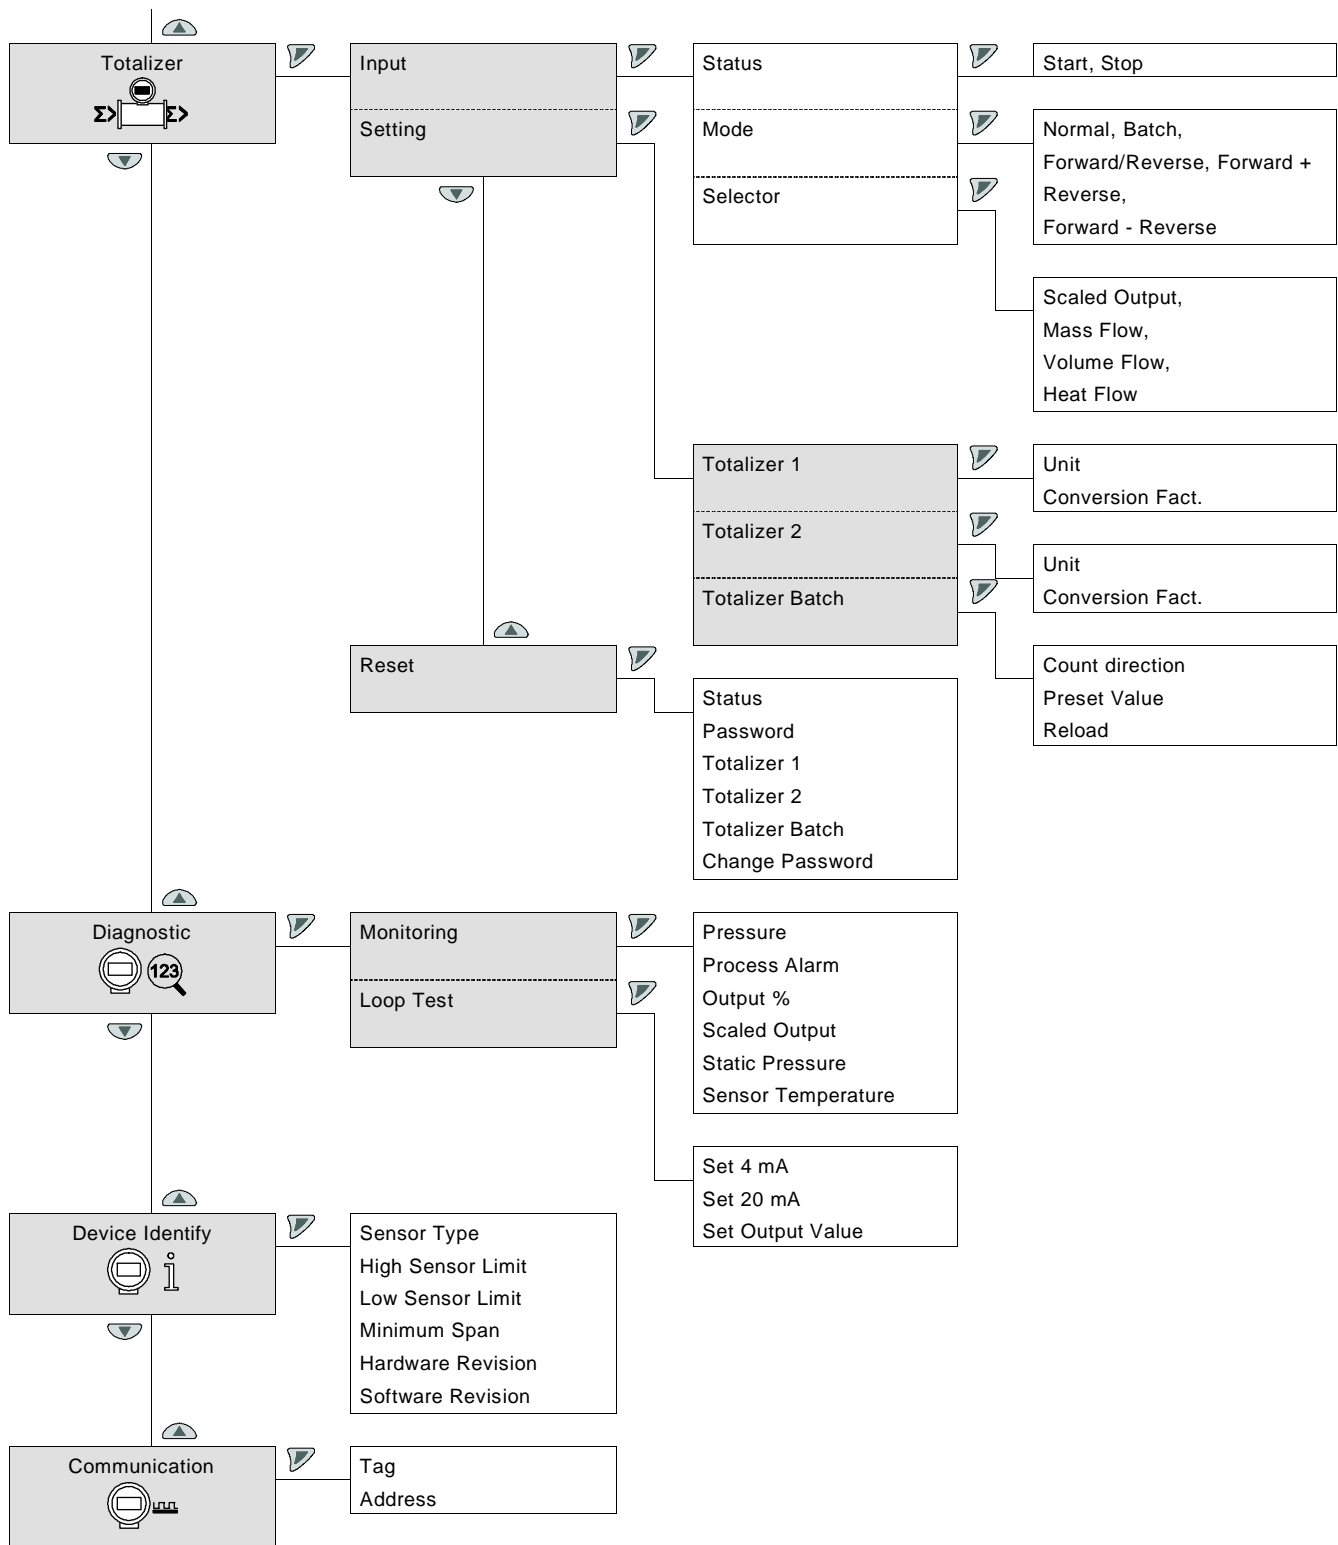 Totalizer
Σ> Σ>
Input
Setting
Status
Mode
Selector
Start, Stop
Normal, Batch,
Forward/Reverse, Forward +
Reverse,
Forward - Reverse
Scaled Output,
Mass Flow,
Volume Flow,
Heat Flow
Totalizer 1
Totalizer 2
Totalizer Batch
Unit
Conversion Fact.
Unit
Conversion Fact.
Count direction
Preset Value
Reload
Reset
Status
Password
Totalizer 1
Totalizer 2
Totalizer Batch
Change Password
Diagnostic
123
Monitoring
Loop Test
Pressure
Process Alarm
Output %
Scaled Output
Static Pressure
Sensor Temperature
Set 4 mA
Set 20 mA
Set Output Value
Device Identify
i
Sensor Type
High Sensor Limit
Low Sensor Limit
Minimum Span
Hardware Revision
Software Revision
Communication
Tag
Address